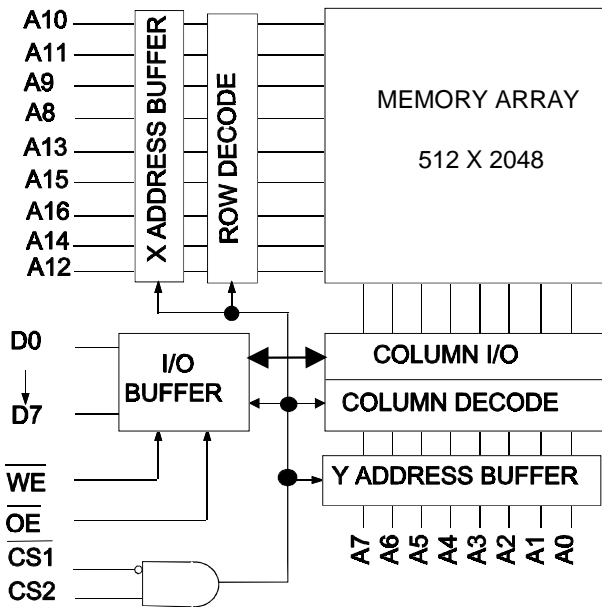 A10
A11
A9
A8
A13
A15
A16
A14
A12
X ADDRESS BUFFER
ROW DECODE
MEMORY ARRAY
512 X 2048
D0
D7
I/O
BUFFER
COLUMN I/O
COLUMN DECODE
WE
OE
CS1
CS2
Y ADDRESS BUFFER
A7
A6
A5
A4
A3
A2
A1
A0